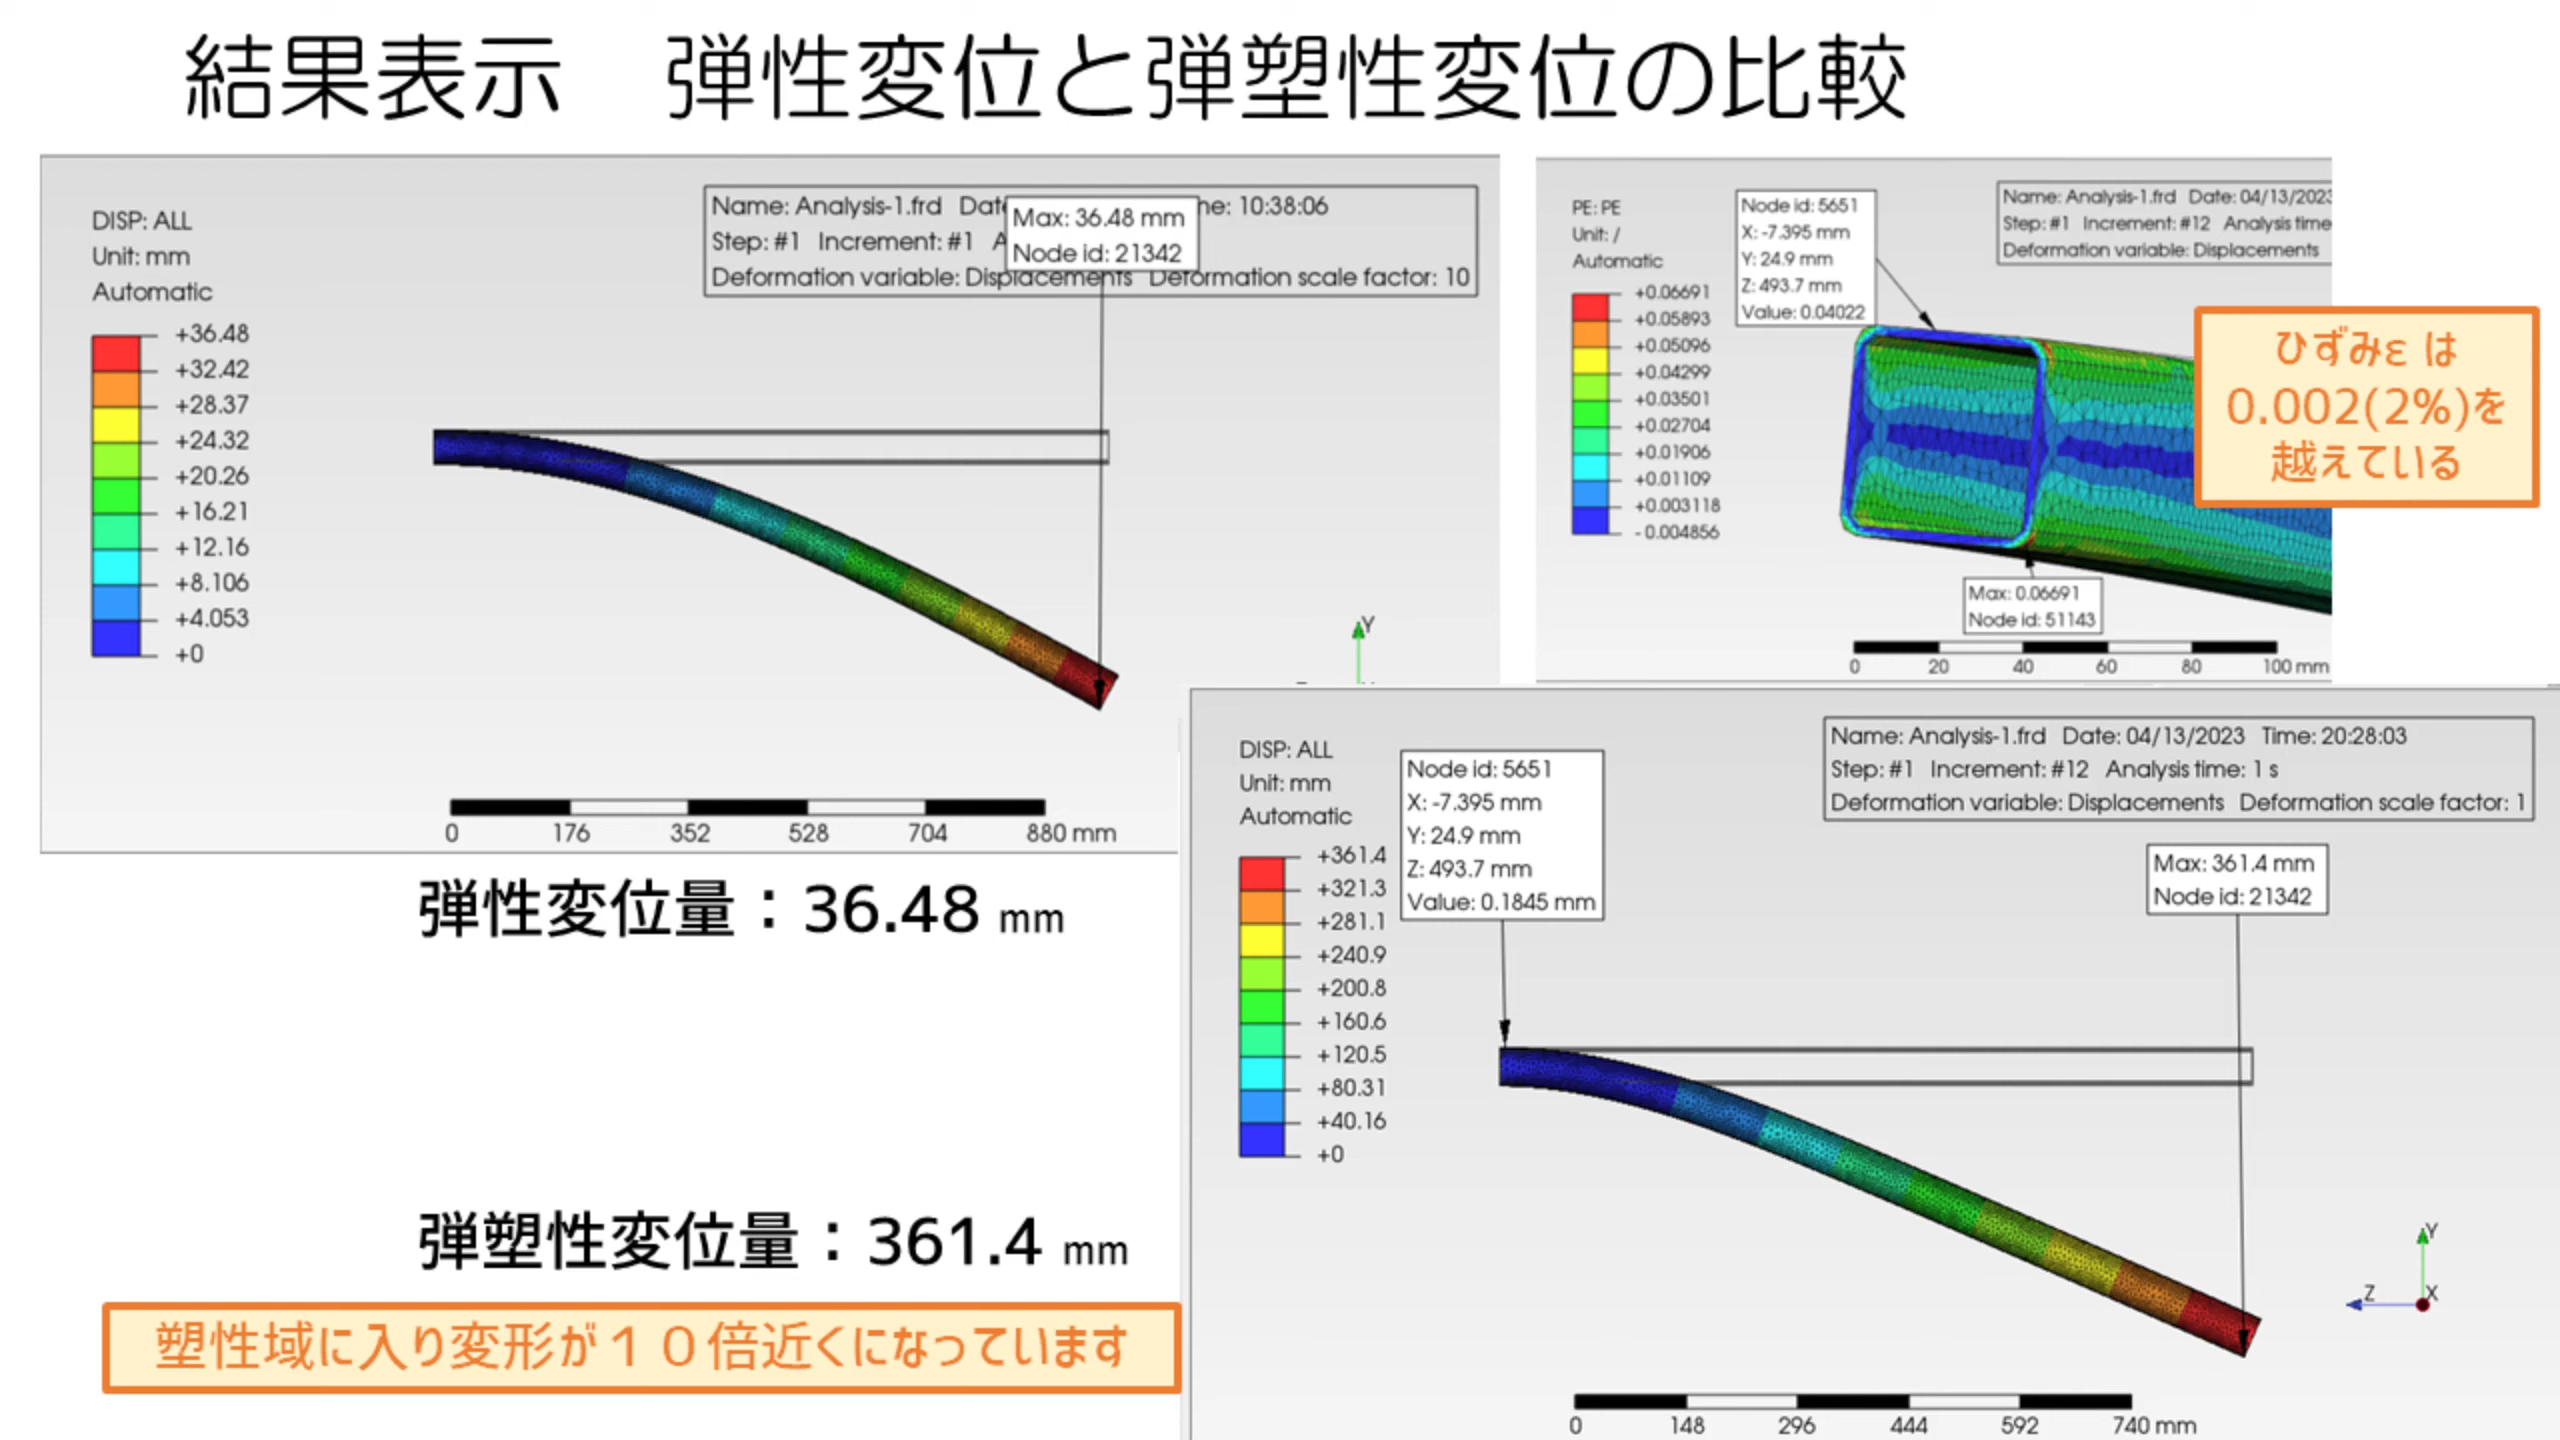 結果表示　弾性変位と弾塑性変位の比較
DISP: ALL
Unit: mm
Automatic
+36.48
+32.42
+28.37
+24.32
+20.26
+16.21
+12.16
+8.106
+4.053
+0
Name: Analysis-1.frd Date
ne: 10:38:06
Step: #1 Increment: #1 A
Deformation variable: Displacements Deformation scale factor: 10
Max: 36.48 mm
Node id: 21342
Y
0 176 352 528 704 880 mm
PE: PE
Unit: /
Automatic
+0.06691
+0.05893
+0.05096
+0.04299
+0.03501
+0.02704
+0.01906
+0.01109
+0.003118
-0.004856
Node id: 5651
X: -7.395 mm
Y: 24.9 mm
Z: 493.7 mm
Value: 0.04022
Name: Analysis-1.frd Date: 04/13/2023
Step: #1 Increment: #12 Analysis time
Deformation variable: Displacements
Max: 0.06691
Node id: 51143
0 20 40 60 80 100 mm
ひずみε は
0.002(2%)を
越えている
弾性変位量：36.48 mm
弾塑性変位量：361.4 mm
塑性域に入り変形が１０倍近くになっています
DISP: ALL
Unit: mm
Automatic
+361.4
+321.3
+281.1
+240.9
+200.8
+160.6
+120.5
+80.31
+40.16
+0
Node id: 5651
X: -7.395 mm
Y: 24.9 mm
Z: 493.7 mm
Value: 0.1845 mm
Name: Analysis-1.frd Date: 04/13/2023 Time: 20:28:03
Step: #1 Increment: #12 Analysis time: 1 s
Deformation variable: Displacements Deformation scale factor: 1
Max: 361.4 mm
Node id: 21342
Y
Z
X
0 148 296 444 592 740 mm